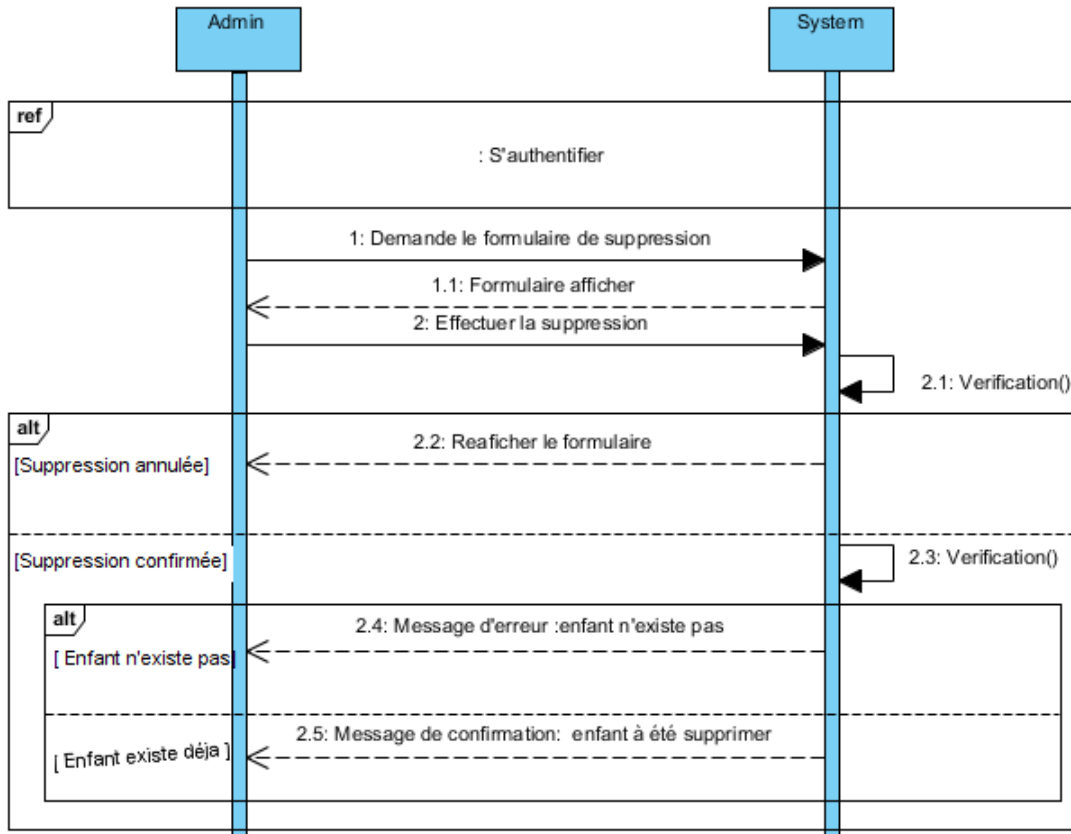 Admin
System
ref
: S'authentifier
1: Demande le formulaire de suppression
1.1: Formulaire afficher
2: Effectuer la suppression
2.1: Verification()
alt
2.2: Reaficher le formulaire
[Suppression annulée]
[Suppression confirmée]
2.3: Verification()
alt
2.4: Message d'erreur :enfant n'existe pas
[ Enfant n'existe pas]
2.5: Message de confirmation: enfant à été supprimer
[ Enfant existe déja ]